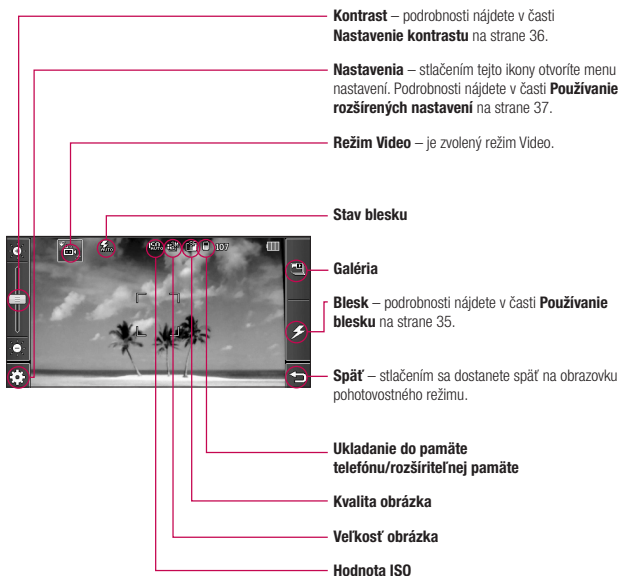 Kontrast – podrobnosti nájdete v časti
Nastavenie kontrastu na strane 36.
Nastavenia – stlačením tejto ikony otvoríte menu
nastavení. Podrobnosti nájdete v časti Používanie
rozšírených nastavení na strane 37.
Režim Video – je zvolený režim Video.
Stav blesku
AUTO
ISO
AUTO
107
Galéria
Blesk – podrobnosti nájdete v časti Používanie
blesku na strane 35.
Späť – stlačením sa dostanete späť na obrazovku
pohotovostného režimu.
Ukladanie do pamäte
telefónu/rozšíriteľnej pamäte
Kvalita obrázka
Veľkosť obrázka
Hodnota ISO